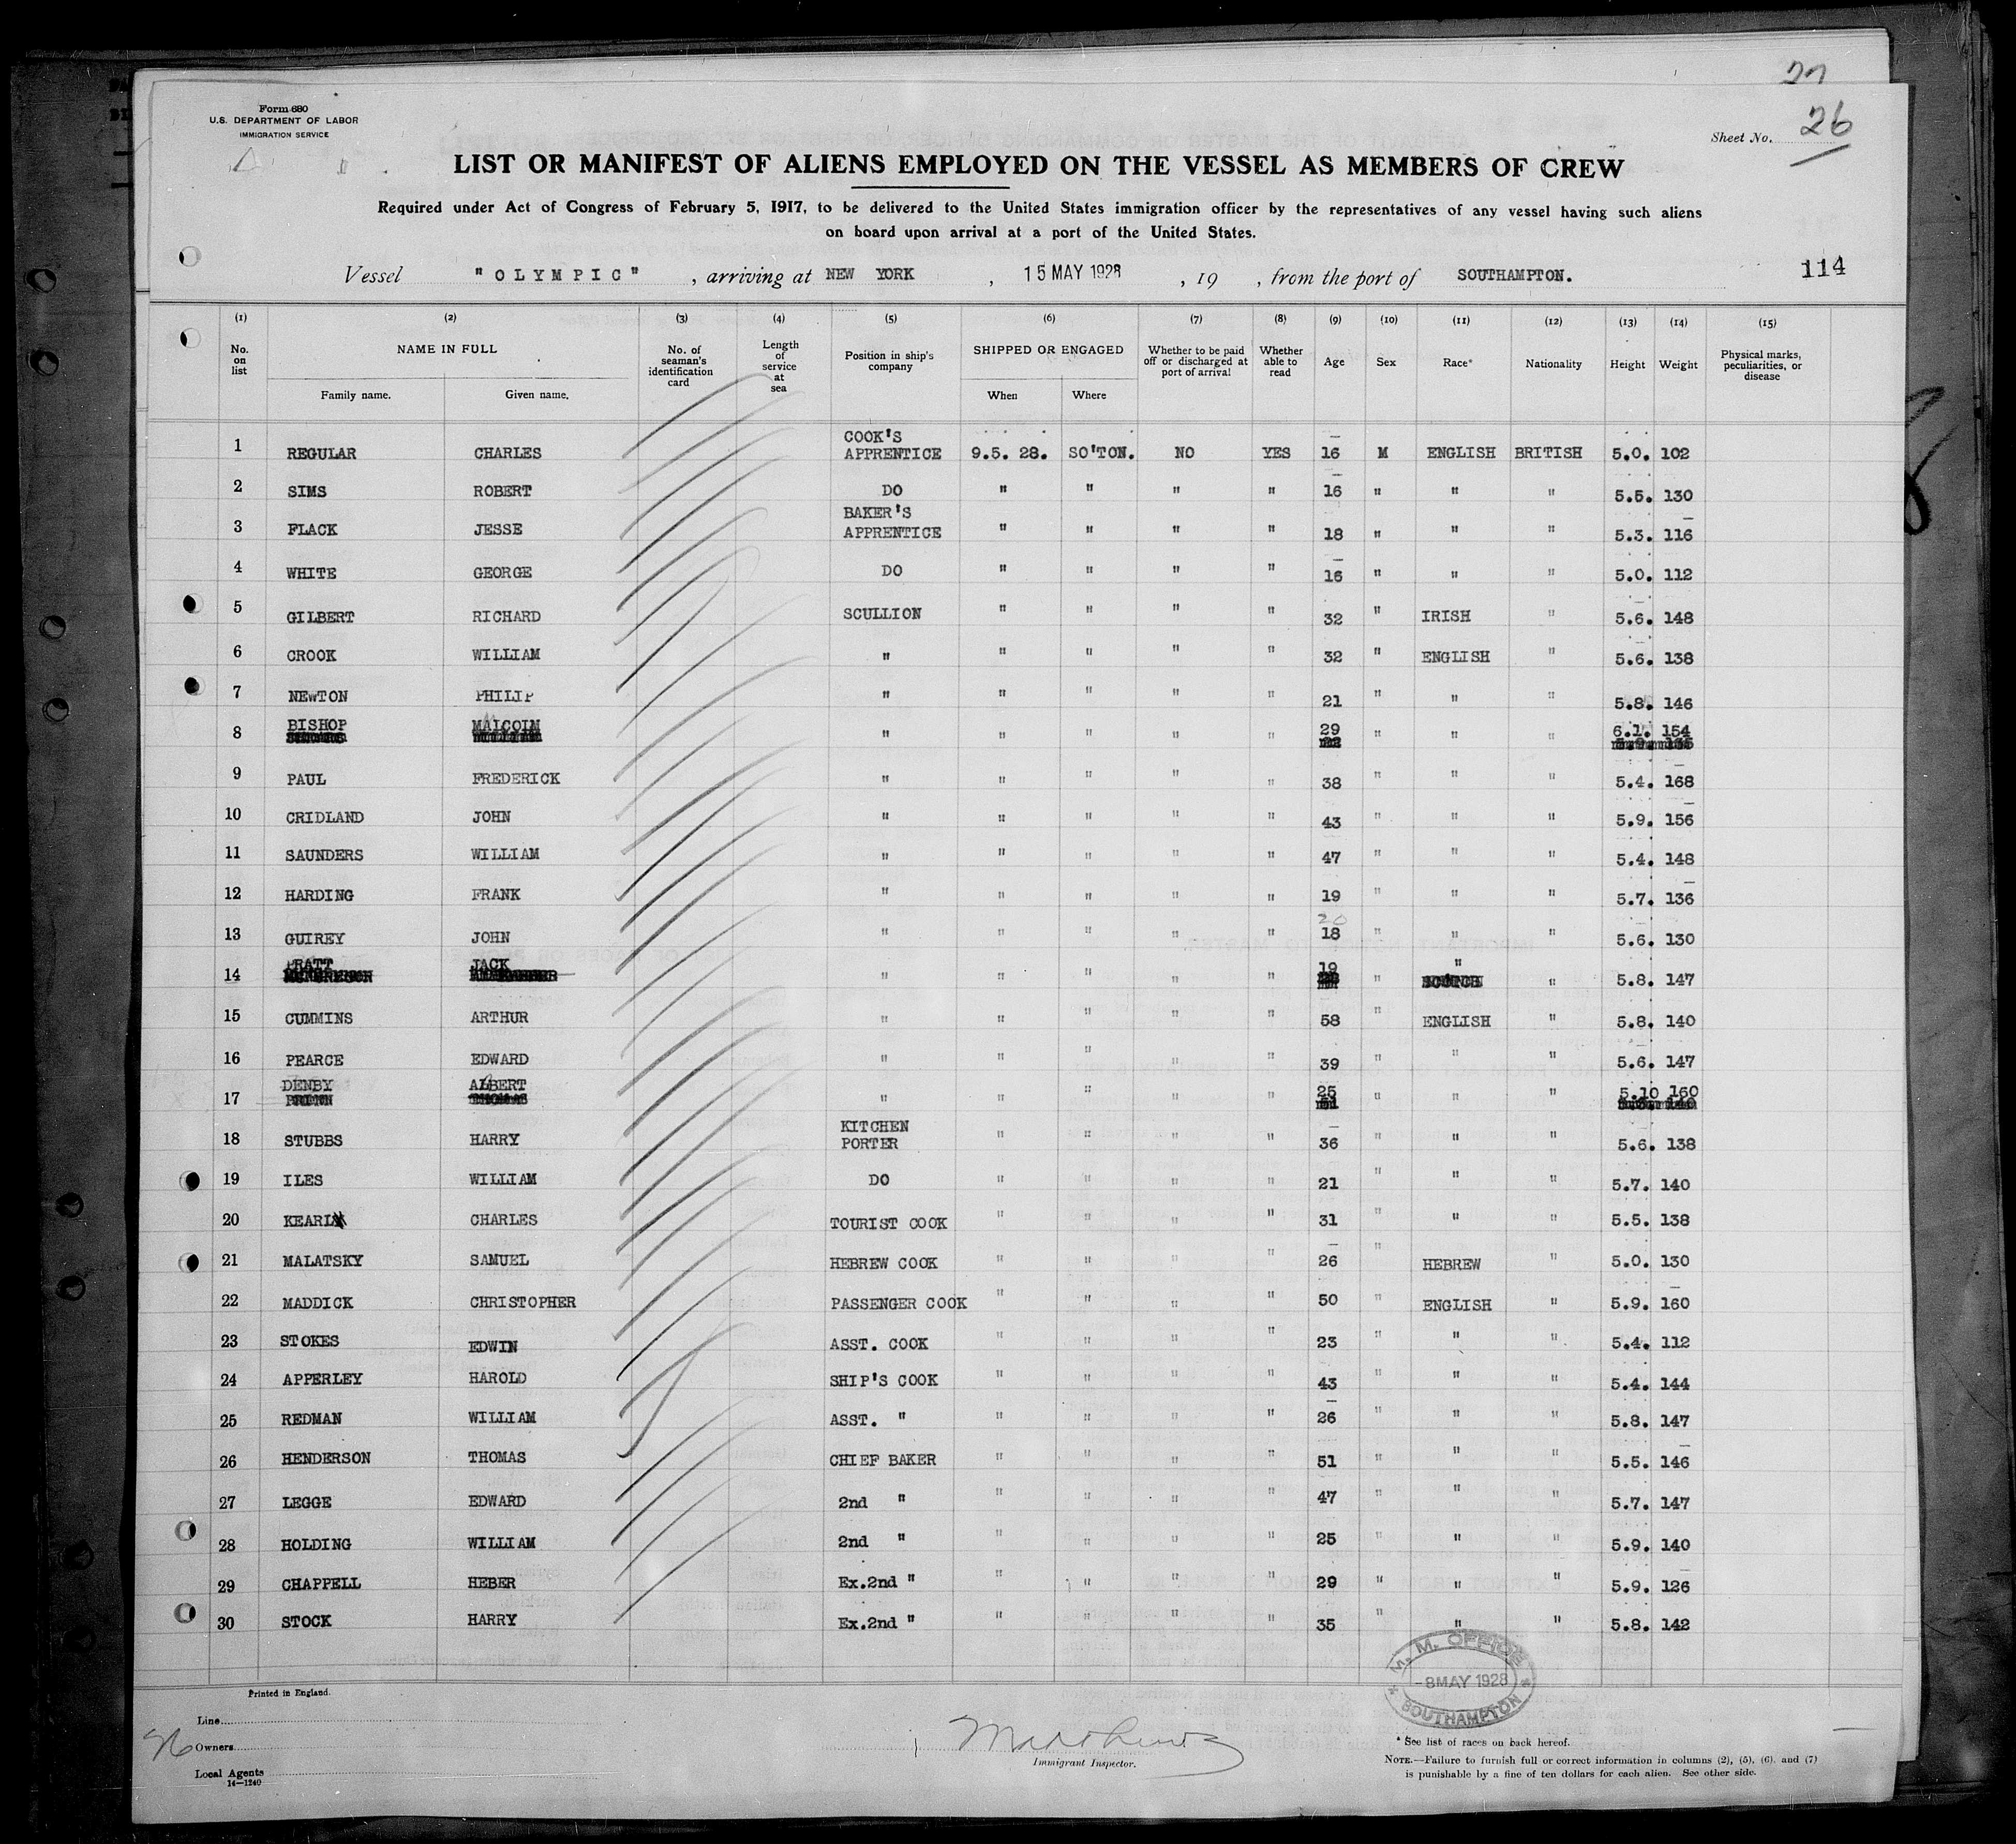 27
Form 680
U.S. DEPARTMENT OF LABOR
IMMIGRATION SERVICE
Sheet No. 26
LIST OR MANIFEST OF ALIENS EMPLOYED ON THE VESSEL AS MEMBERS OF CREW
Required under Act of Congress of February 5, 1917, to be delivered to the United States immigration officer by the representatives of any vessel having such aliens
on board upon arrival at a port of the United States.
Vessel "OLYMPIC" , arriving at NEW YORK , 15 MAY 1928 , 19 , from the port of SOUTHAMPTON. 114
(1) (2) (3) (4) (5) (6) (7) (8) (9) (10) (11) (12) (13) (14) (15)
No. on list NAME IN FULL No. of seaman's identification card Length of service at sea Position in ship's company SHIPPED OR ENGAGED Whether to be paid off or discharged at port of arrival Whether able to read Age Sex Race* Nationality Height Weight Physical marks, peculiarities, or disease
Family name. Given name. When Where
1 REGULAR CHARLES COOK'S APPRENTICE 9.5. 28. SO'TON. NO YES 16 M ENGLISH BRITISH 5.0. 102
2 SIMS ROBERT DO " " " " 16 " " " 5.5. 130
3 FLACK JESSE BAKER'S APPRENTICE " " " " 18 " " " 5.3. 116
4 WHITE GEORGE DO " " " " 16 " " " 5.0. 112
5 GILBERT RICHARD SCULLION " " " " 32 " IRISH " 5.6. 148
6 CROOK WILLIAM " " " " " 32 " ENGLISH " 5.6. 138
7 NEWTON PHILIP " " " " " 21 " " " 5.8. 146
8 BISHOP MALCOLM " " " " " 29 " " " 6.1. 154
9 PAUL FREDERICK " " " " " 38 " " " 5.4. 168
10 CRIDLAND JOHN " " " " " 43 " " " 5.9. 156
11 SAUNDERS WILLIAM " " " " " 47 " " " 5.4. 148
12 HARDING FRANK " " " " " 19 " " " 5.7. 136
13 GUIREY JOHN " " " " " 20 18 " " " 5.6. 130
14 PRATT JACK " " " " " 19 " " " 5.8. 147
15 CUMMINS ARTHUR " " " " " 58 " ENGLISH " 5.8. 140
16 PEARCE EDWARD " " " " " 39 " " " 5.6. 147
17 DENBY ALBERT " " " " " 25 " " " 5.10 160
18 STUBBS HARRY KITCHEN PORTER " " " " 36 " " " 5.6. 138
19 ILES WILLIAM DO " " " " 21 " " " 5.7. 140
20 KEARL CHARLES TOURIST COOK " " " " 31 " " " 5.5. 138
21 MALATSKY SAMUEL HEBREW COOK " " " " 26 " HEBREW " 5.0. 130
22 MADDICK CHRISTOPHER PASSENGER COOK " " " " 50 " ENGLISH " 5.9. 160
23 STOKES EDWIN ASST. COOK " " " " 23 " " " 5.4. 112
24 APPERLEY HAROLD SHIP'S COOK " " " " 43 " " " 5.4. 144
25 REDMAN WILLIAM ASST. " " " " " 26 " " " 5.8. 147
26 HENDERSON THOMAS CHIEF BAKER " " " " 51 " " " 5.5. 146
27 LEGGE EDWARD 2nd " " " " " 47 " " " 5.7. 147
28 HOLDING WILLIAM 2nd " " " " " 25 " " " 5.9. 140
29 CHAPPELL HEBER Ex.2nd " " " " " 29 " " " 5.9. 126
30 STOCK HARRY Ex.2nd " " " " " 35 " " " 5.8. 142
M. M. OFFICE
-8 MAY 1928
SOUTHAMPTON
Printed in England.
Line
Owners
Local Agents
14—1240
Matthews
Immigrant Inspector.
* See list of races on back hereof.
NOTE.—Failure to furnish full or correct information in columns (2), (5), (6), and (7)
is punishable by a fine of ten dollars for each alien. See other side.